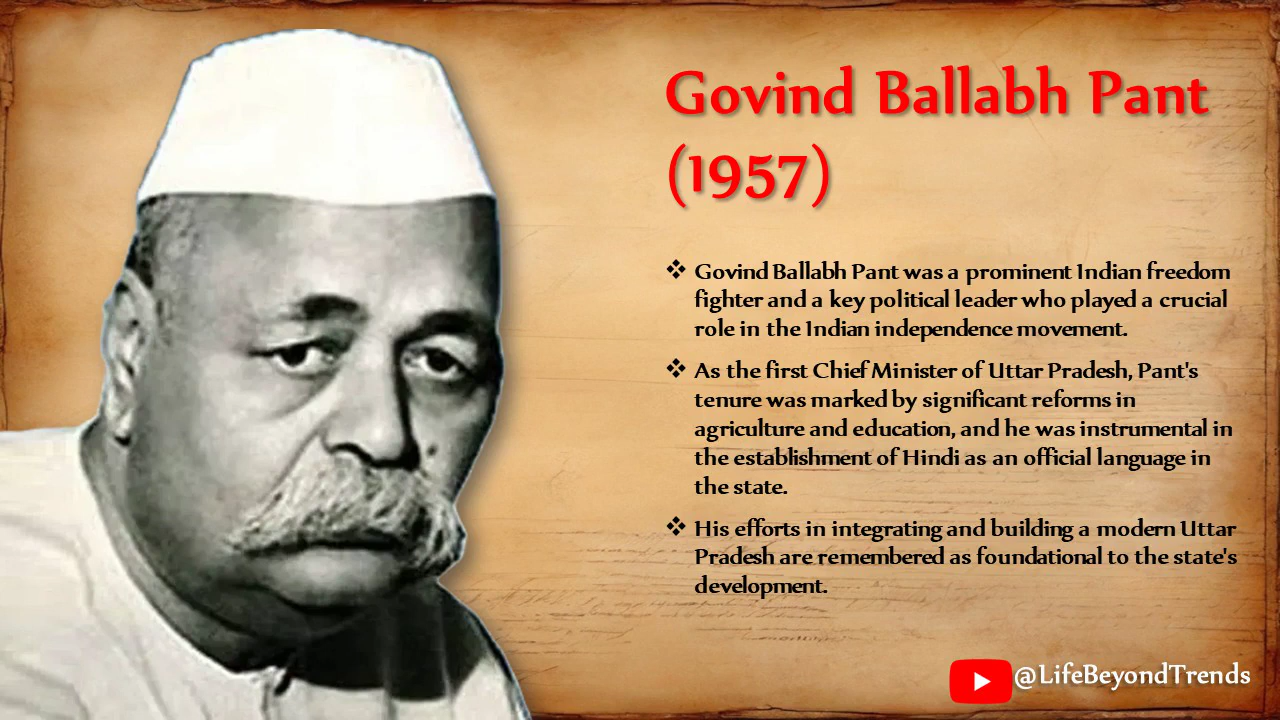 Govind Ballabh Pant
(1957)
❖ Govind Ballabh Pant was a prominent Indian freedom
fighter and a key political leader who played a crucial
role in the Indian independence movement.
❖ As the first Chief Minister of Uttar Pradesh, Pant's
tenure was marked by significant reforms in
agriculture and education, and he was instrumental in
the establishment of Hindi as an official language in
the state.
❖ His efforts in integrating and building a modern Uttar
Pradesh are remembered as foundational to the state's
development.
@LifeBeyondTrends